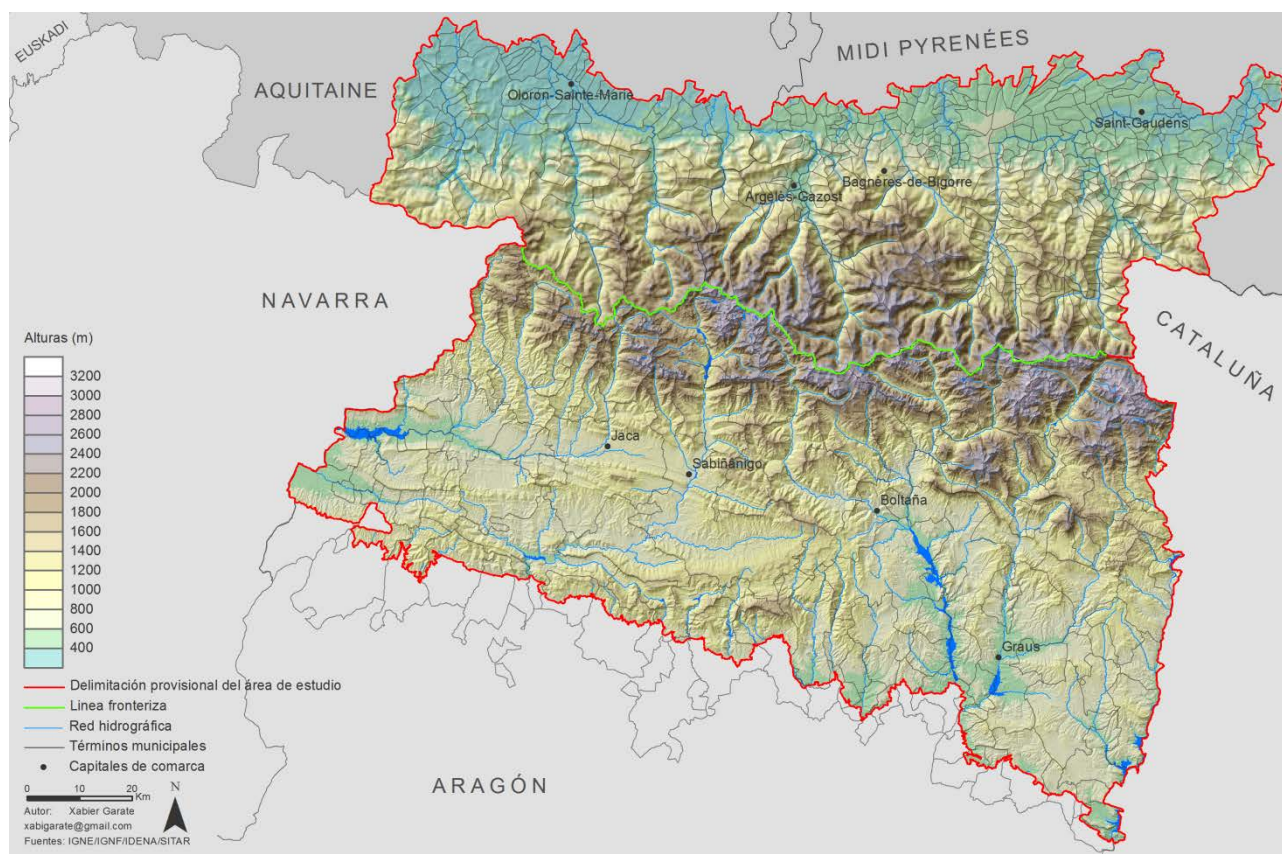 EUSKADI
AQUITAINE
MIDI PYRENÉES
Oloron-Sainte-Marie
Saint-Gaudens
Bagnéres-de-Bigorre
Argelès-Gazost
NAVARRA
CATALUÑA
Alturas (m)
3200
3000
2800
2600
2400
2200
2000
1800
1600
1400
1200
1000
800
600
400
Jaca
Sabiñánigo
Boltaña
Graus
ARAGÓN
Delimitación provisional del área de estudio
Linea fronteriza
Red hidrográfica
Términos municipales
Capitales de comarca
0 10 20
Km
N
Autor: Xabier Garate
xabigarate@gmail.com
Fuentes: IGNE/IGNF/IDENA/SITAR